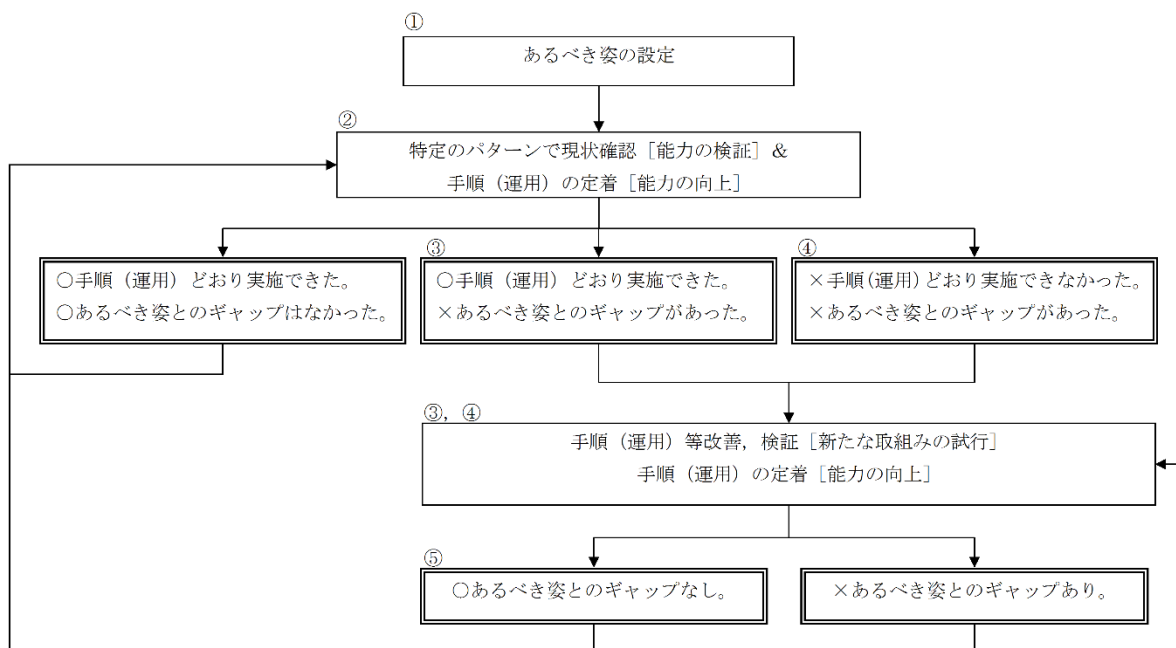 ①
あるべき姿の設定
②
特定のパターンで現状確認［能力の検証］＆
手順（運用）の定着［能力の向上］
○手順（運用）どおり実施できた。
○あるべき姿とのギャップはなかった。
③
○手順（運用）どおり実施できた。
×あるべき姿とのギャップがあった。
④
×手順（運用）どおり実施できなかった。
×あるべき姿とのギャップがあった。
③，④
手順（運用）等改善，検証［新たな取組みの試行］
手順（運用）の定着［能力の向上］
⑤
○あるべき姿とのギャップなし。
×あるべき姿とのギャップあり。